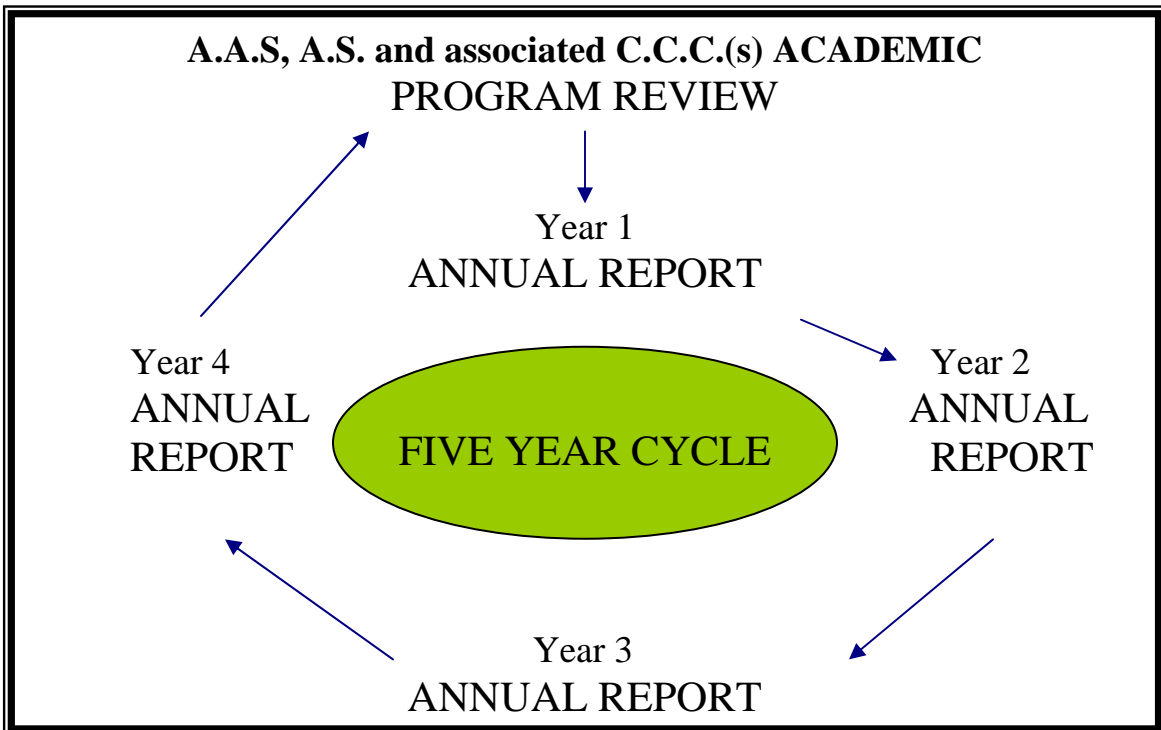 A.A.S, A.S. and associated C.C.C.(s) ACADEMIC
PROGRAM REVIEW
Year 1
ANNUAL REPORT
Year 2
ANNUAL
REPORT
Year 3
ANNUAL REPORT
Year 4
ANNUAL
REPORT
FIVE YEAR CYCLE